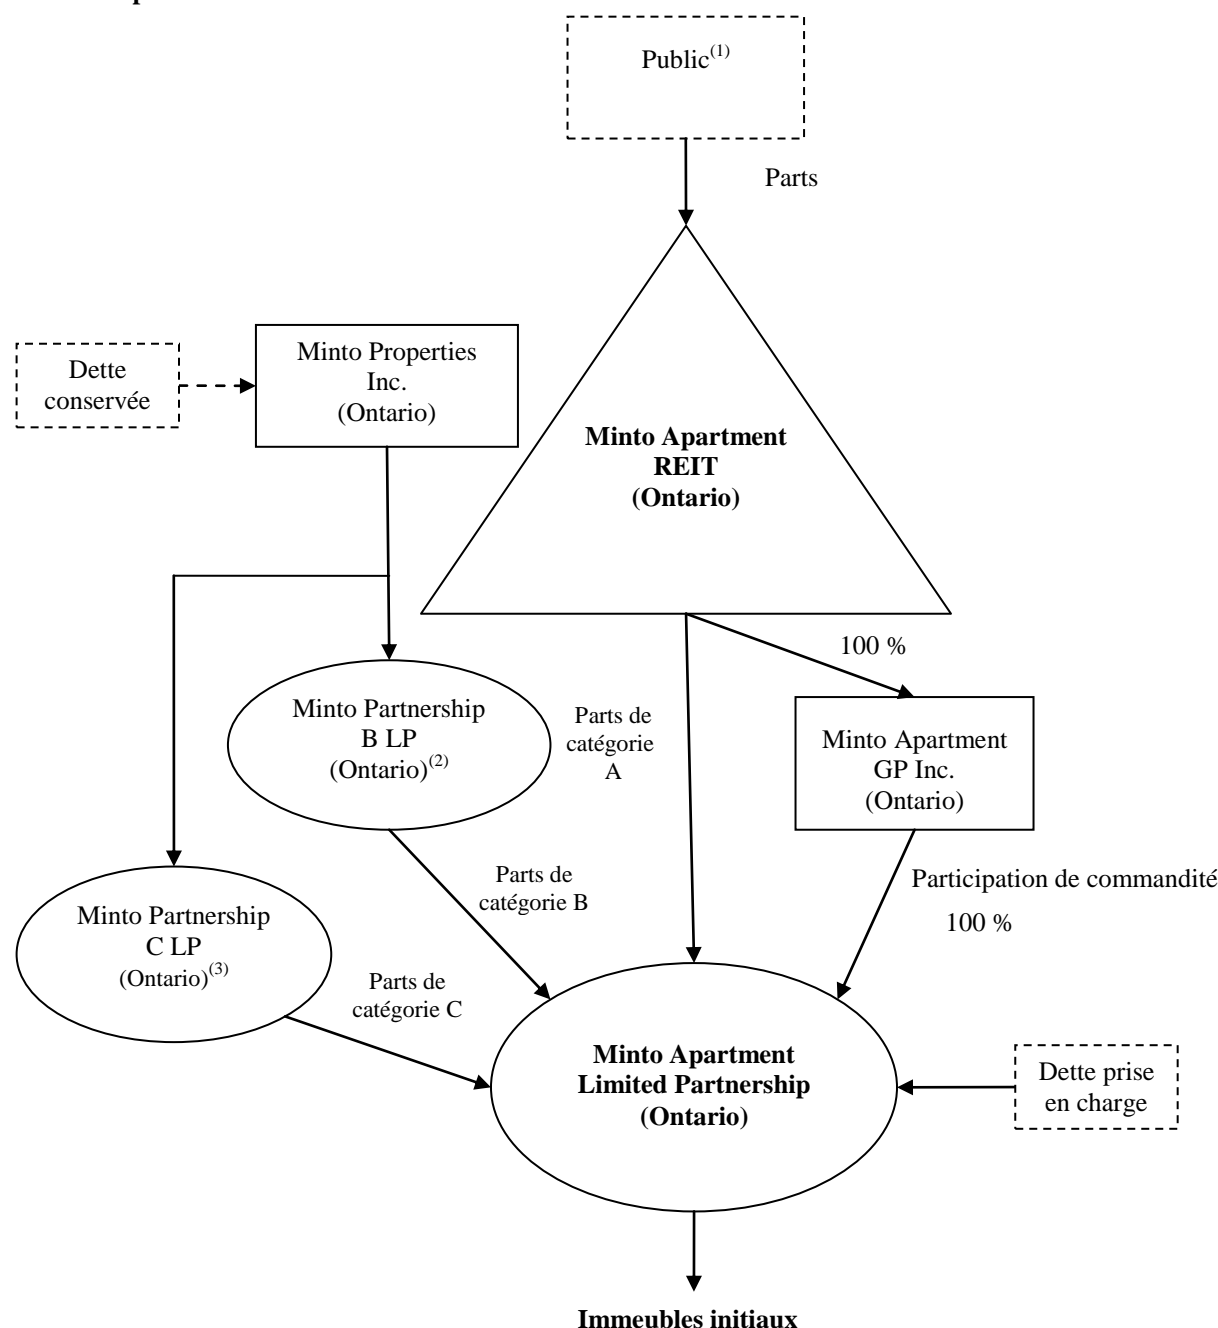 Public(1)
Parts
Minto Properties
Inc.
(Ontario)
Dette
conservée
Minto Apartment
REIT
(Ontario)
100 %
Minto Partnership
B LP
(Ontario)(2)
Parts de
catégorie
A
Minto Apartment
GP Inc.
(Ontario)
Parts de
catégorie B
Participation de commandité
100 %
Minto Partnership
C LP
(Ontario)(3)
Parts de
catégorie C
Minto Apartment
Limited Partnership
(Ontario)
Dette prise
en charge
Immeubles initiaux